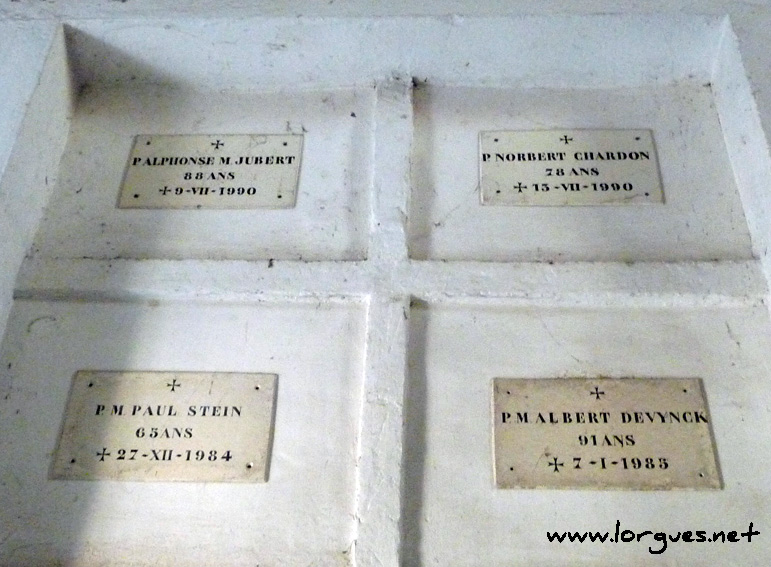 ✢
P. ALPHONSE M. JUBERT
88 ANS
✢ 9-VII-1990
✢
P. NORBERT CHARDON
78 ANS
✢ 15-VII-1990
✢
P. M. PAUL STEIN
65 ANS
✢ 27-XII-1984
✢
P. M. ALBERT DEVYNCK
91 ANS
✢ 7-I-1985
www.lorgues.net